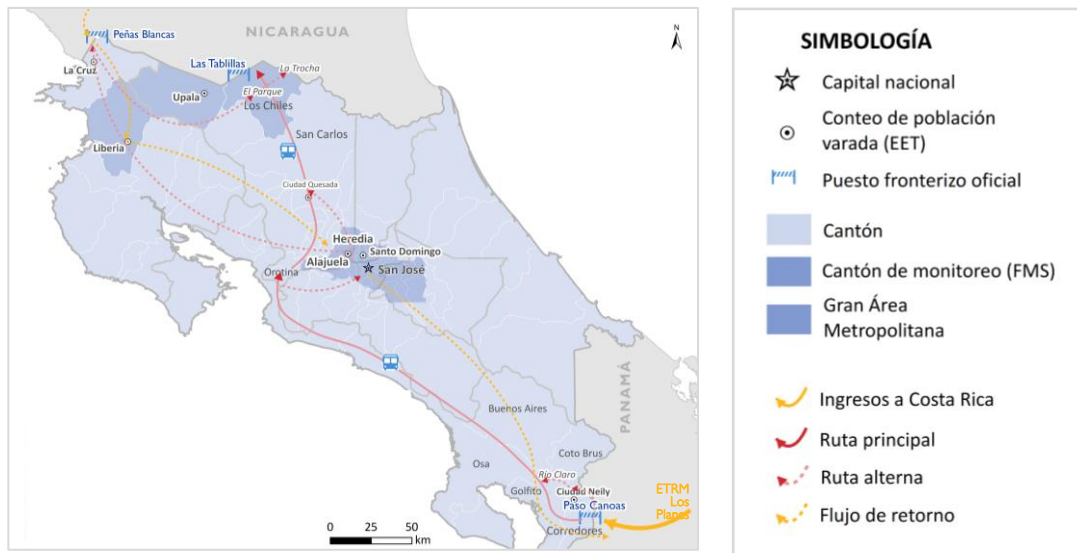 NICARAGUA
N
Peñas Blancas
La Cruz
Las Tablillas
La Trocha
Upala
El Parque
Los Chiles
San Carlos
Liberia
Ciudad Quesada
Heredia
Santo Domingo
Alajuela
San José
Orotina
PANAMÁ
Buenos Aires
Coto Brus
Osa
Río Claro
Golfito
Ciudad Neily
Paso Canoas
Corredores
ETRM
Los
Planes
0 25 50
km
SIMBOLOGÍA
Capital nacional
Conteo de población
varada (EET)
Puesto fronterizo oficial
Cantón
Cantón de monitoreo (FMS)
Gran Área
Metropolitana
Ingresos a Costa Rica
Ruta principal
Ruta alterna
Flujo de retorno